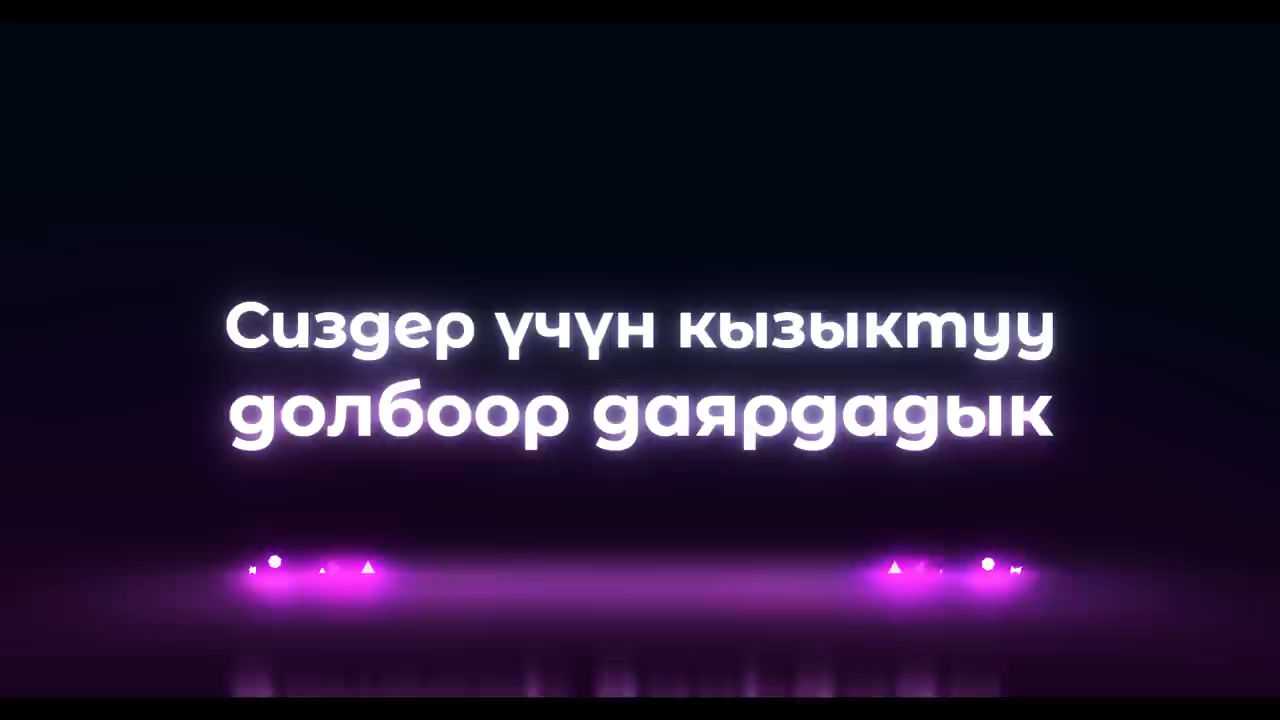 Сиздер үчүн кызыктуу
долбоор даярдадык